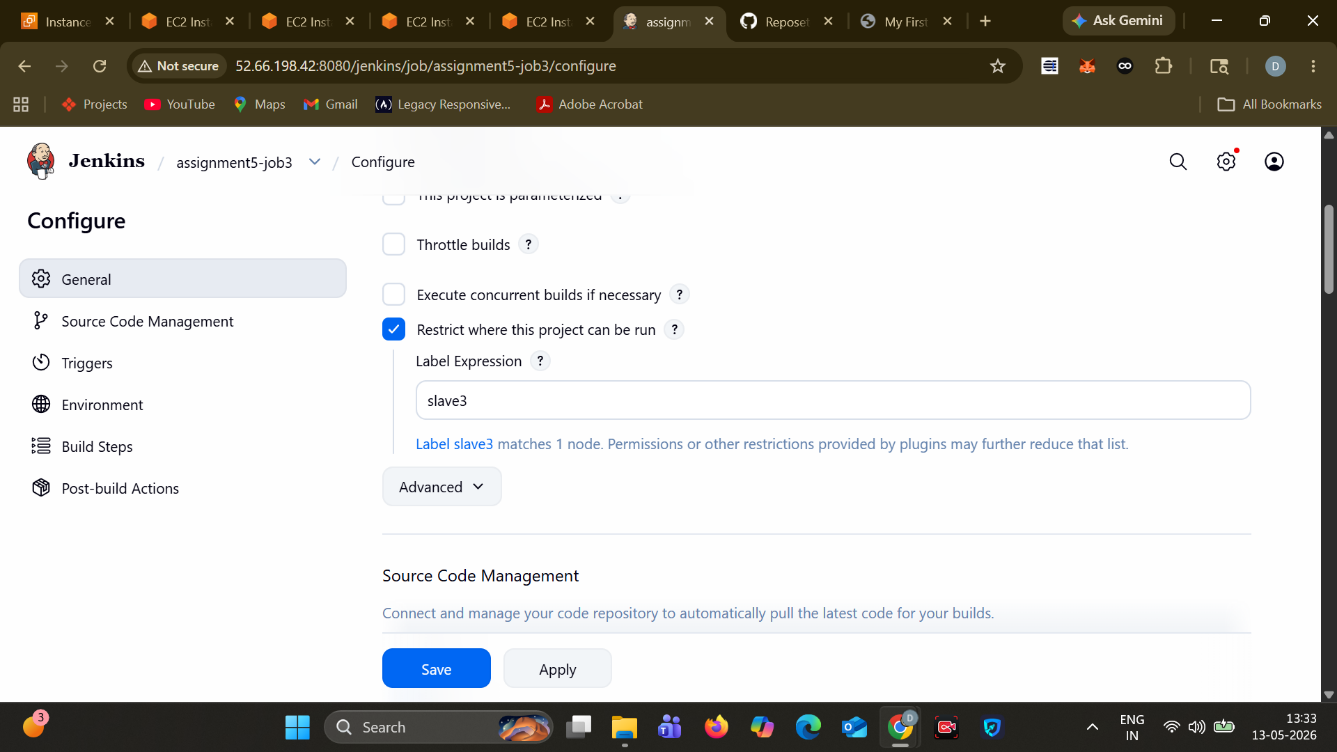 Instance
EC2 Inst
EC2 Inst
EC2 Inst
EC2 Inst
assignm
Reposet
My First
Ask Gemini
Not secure
52.66.198.42:8080/jenkins/job/assignment5-job3/configure
D
Projects
YouTube
Maps
Gmail
Legacy Responsive...
Adobe Acrobat
All Bookmarks
Jenkins / assignment5-job3 / Configure
Configure
General
Source Code Management
Triggers
Environment
Build Steps
Post-build Actions
This project is parameterized ?
Throttle builds ?
Execute concurrent builds if necessary ?
Restrict where this project can be run ?
Label Expression ?
slave3
Label slave3 matches 1 node. Permissions or other restrictions provided by plugins may further reduce that list.
Advanced
Source Code Management
Connect and manage your code repository to automatically pull the latest code for your builds.
Save
Apply
3
Search
D
ENG
IN
13:33
13-05-2026